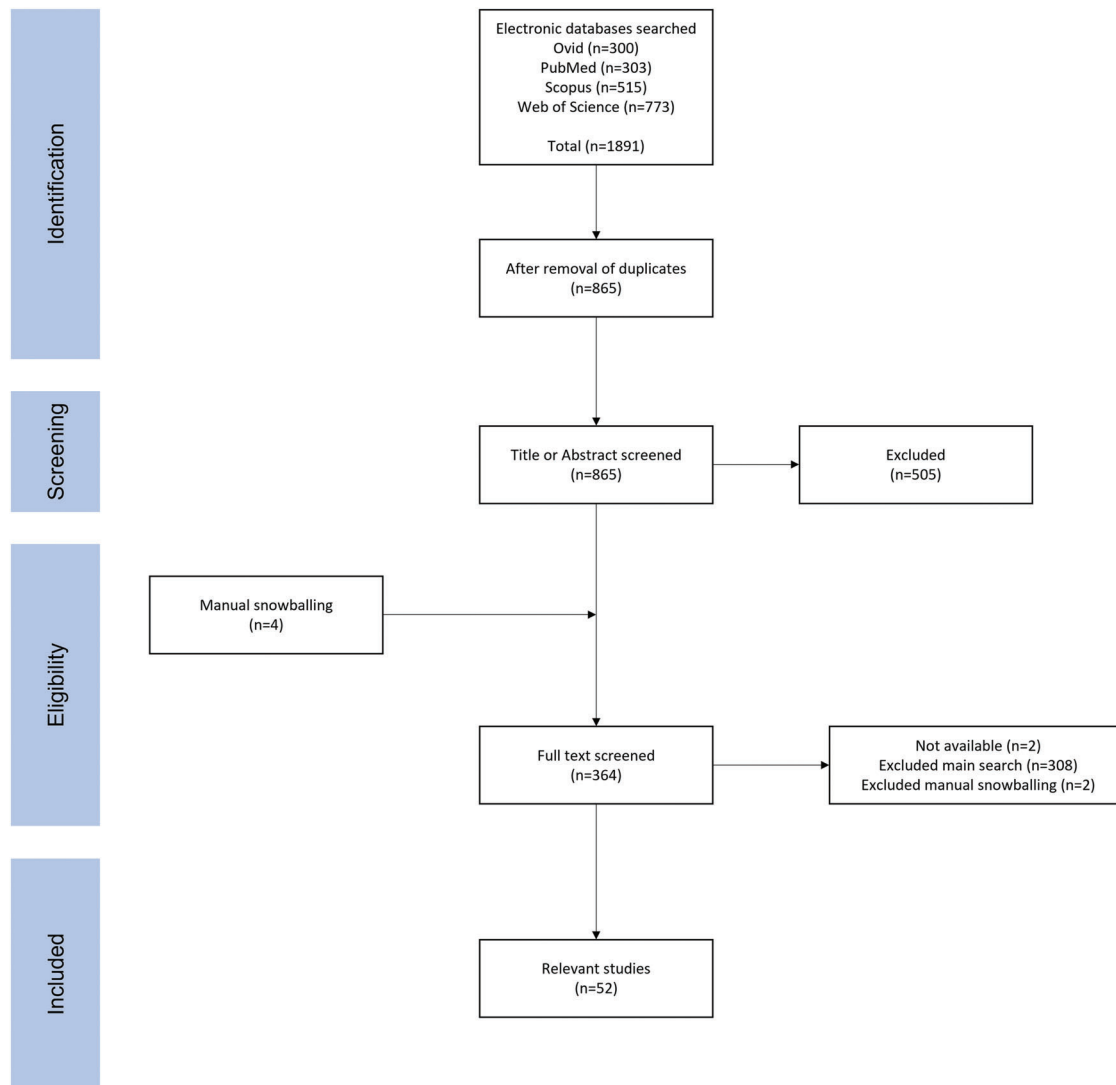 Identification
Electronic databases searched
Ovid (n=300)
PubMed (n=303)
Scopus (n=515)
Web of Science (n=773)
Total (n=1891)
After removal of duplicates
(n=865)
Screening
Title or Abstract screened
(n=865)
Excluded
(n=505)
Eligibility
Manual snowballing
(n=4)
Full text screened
(n=364)
Not available (n=2)
Excluded main search (n=308)
Excluded manual snowballing (n=2)
Included
Relevant studies
(n=52)